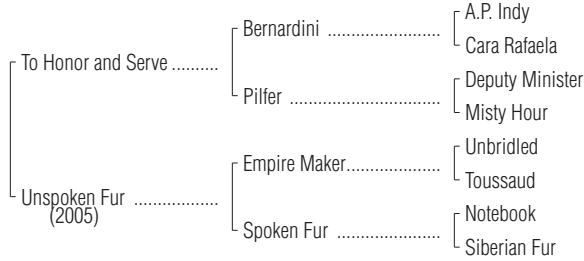 A.P. Indy
Bernardini ....................
Cara Rafaela
To Honor and Serve ..........
Deputy Minister
Pilfer ...........................
Misty Hour
Unbridled
Empire Maker.................
Toussaud
Unspoken Fur ................
(2005)
Notebook
Spoken Fur ...................
Siberian Fur